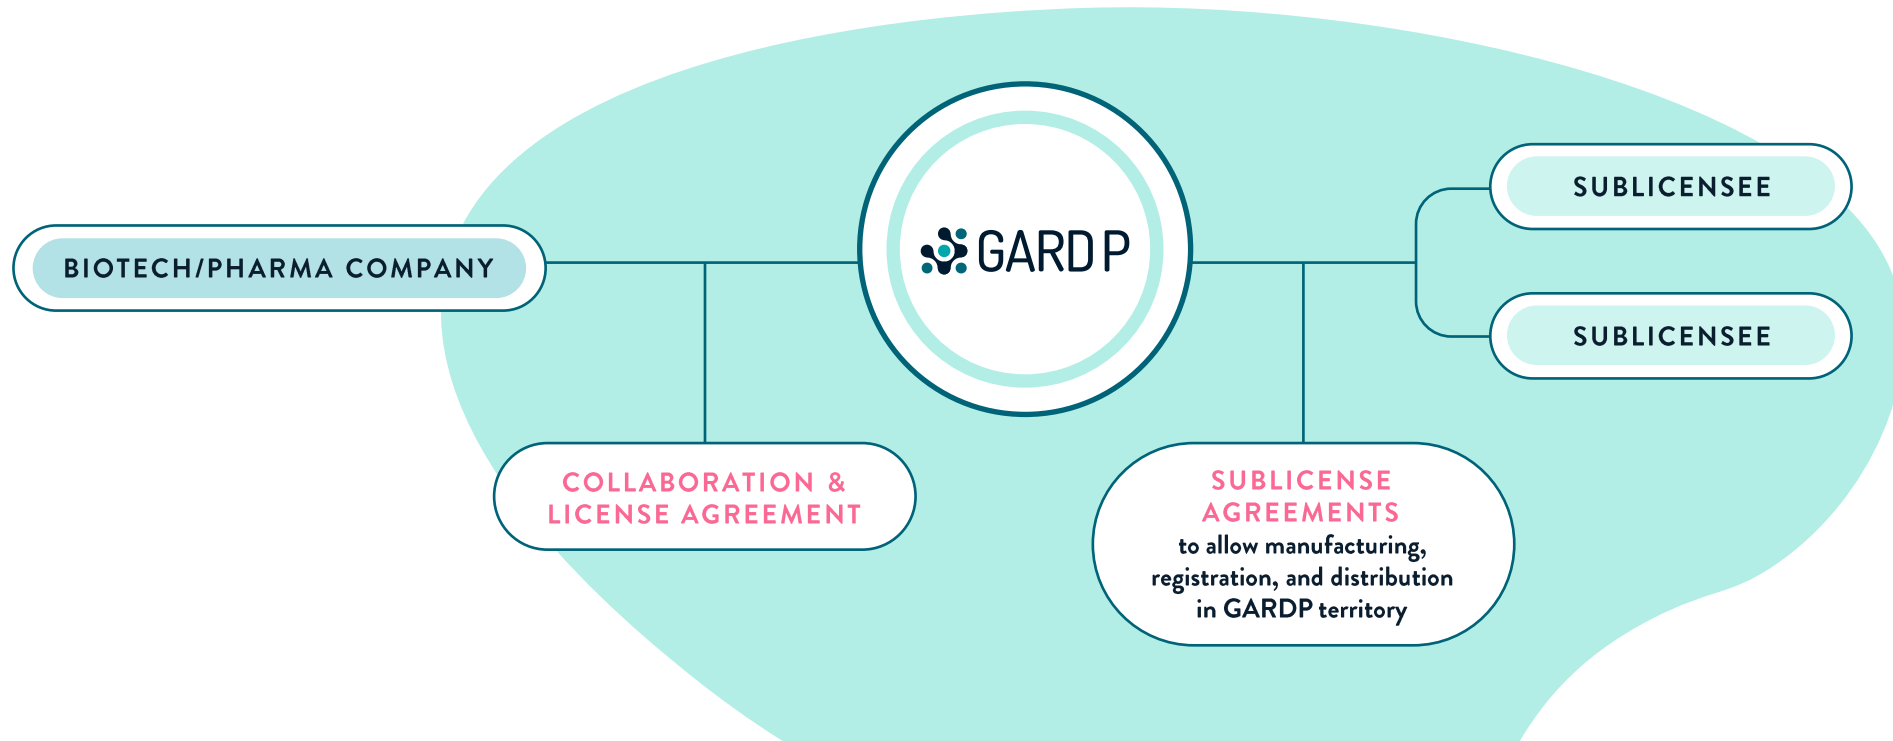 BIOTECH/PHARMA COMPANY
GARDP
SUBLICENSEE
SUBLICENSEE
COLLABORATION &
LICENSE AGREEMENT
SUBLICENSE
AGREEMENTS
to allow manufacturing,
registration, and distribution
in GARDP territory